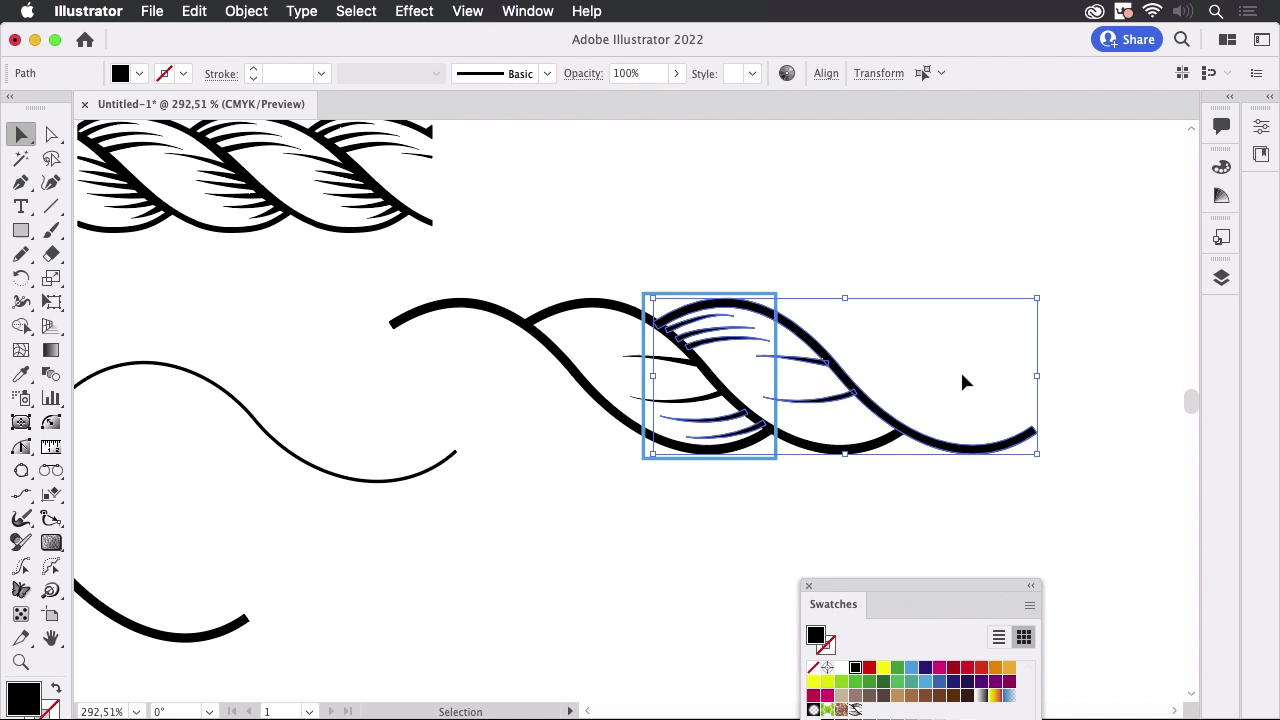 Illustrator File Edit Object Type Select Effect View Window Help
Adobe Illustrator 2022
Share
Path
Stroke:
Basic
Opacity: 100%
Style:
Align
Transform
Untitled-1* @ 292,51 % (CMYK/Preview)
Swatches
292,51%
0°
1
Selection